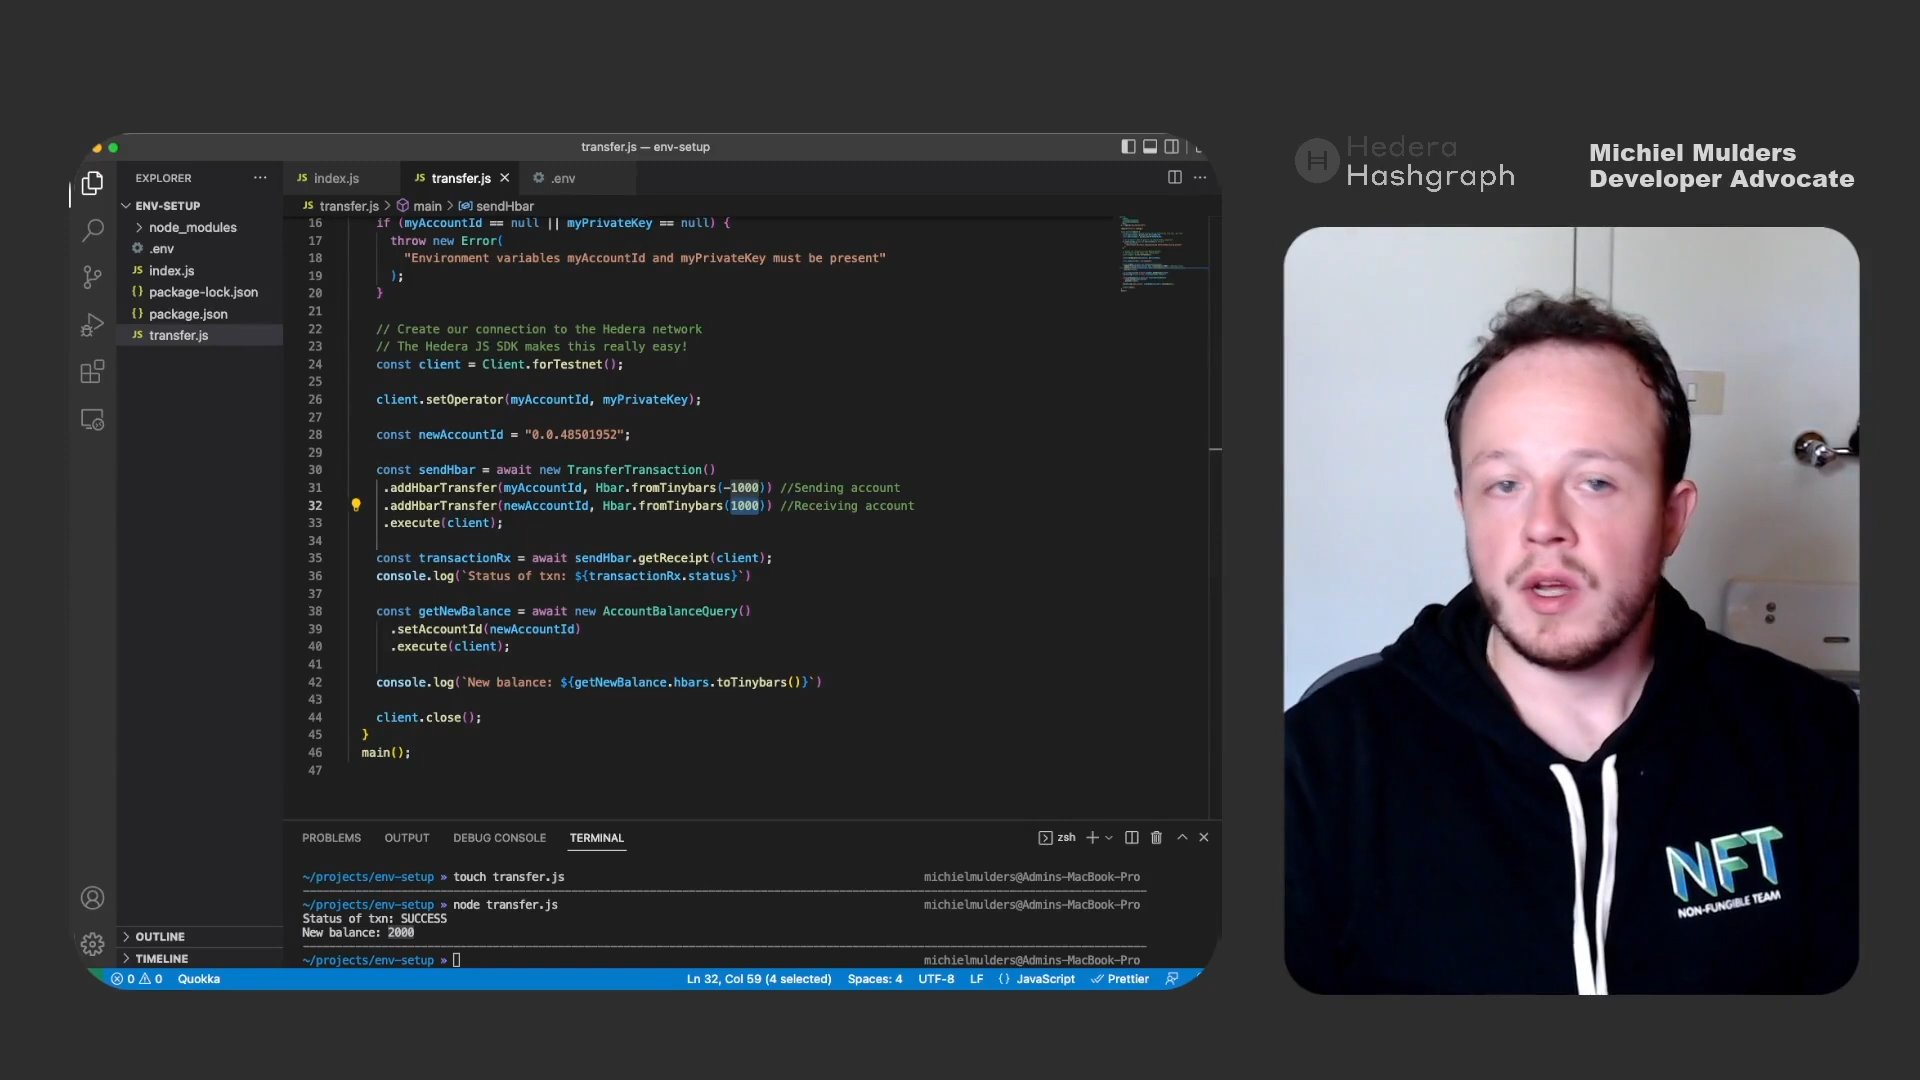 transfer.js — env-setup
EXPLORER
JS index.js
JS transfer.js
.env
JS transfer.js > main > sendHbar
ENV-SETUP
node_modules
.env
JS index.js
{} package-lock.json
{} package.json
JS transfer.js
16 if (myAccountId == null || myPrivateKey == null) {
17 throw new Error(
18 "Environment variables myAccountId and myPrivateKey must be present"
19 );
20 }
21
22 // Create our connection to the Hedera network
23 // The Hedera JS SDK makes this really easy!
24 const client = Client.forTestnet();
25
26 client.setOperator(myAccountId, myPrivateKey);
27
28 const newAccountId = "0.0.48501952";
29
30 const sendHbar = await new TransferTransaction()
31 .addHbarTransfer(myAccountId, Hbar.fromTinybars(-1000)) //Sending account
32 .addHbarTransfer(newAccountId, Hbar.fromTinybars(1000)) //Receiving account
33 .execute(client);
34
35 const transactionRx = await sendHbar.getReceipt(client);
36 console.log(`Status of txn: ${transactionRx.status}`)
37
38 const getNewBalance = await new AccountBalanceQuery()
39 .setAccountId(newAccountId)
40 .execute(client);
41
42 console.log(`New balance: ${getNewBalance.hbars.toTinybars()}`)
43
44 client.close();
45 }
46 main();
47
OUTLINE
TIMELINE
PROBLEMS OUTPUT DEBUG CONSOLE TERMINAL
zsh
~/projects/env-setup » touch transfer.js michielmulders@Admins-MacBook-Pro
~/projects/env-setup » node transfer.js michielmulders@Admins-MacBook-Pro
Status of txn: SUCCESS
New balance: 2000
~/projects/env-setup » michielmulders@Admins-MacBook-Pro
0 0 Quokka Ln 32, Col 59 (4 selected) Spaces: 4 UTF-8 LF {} JavaScript Prettier
Hedera
Hashgraph
Michiel Mulders
Developer Advocate
NFT
NON-FUNGIBLE TEAM